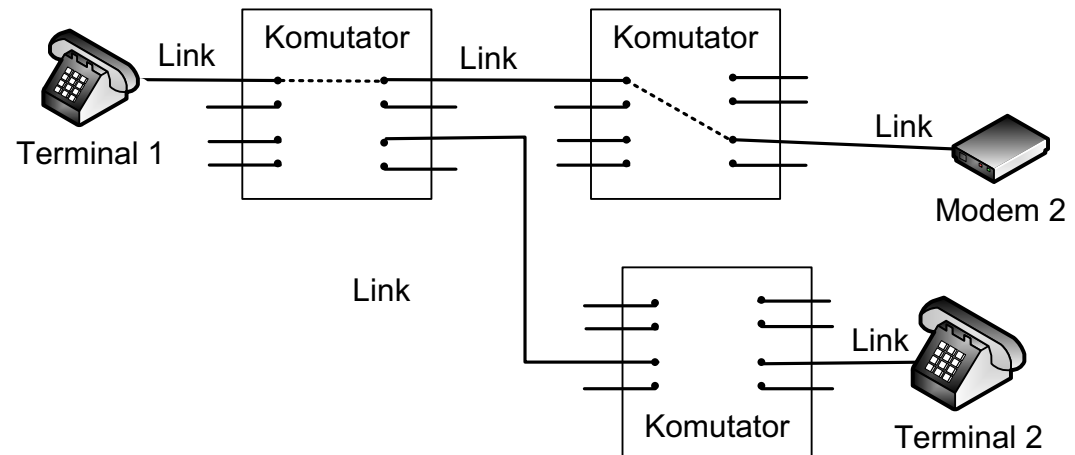 Komutator
Komutator
Link
Link
Terminal 1
Link
Modem 2
Link
Link
Komutator
Terminal 2